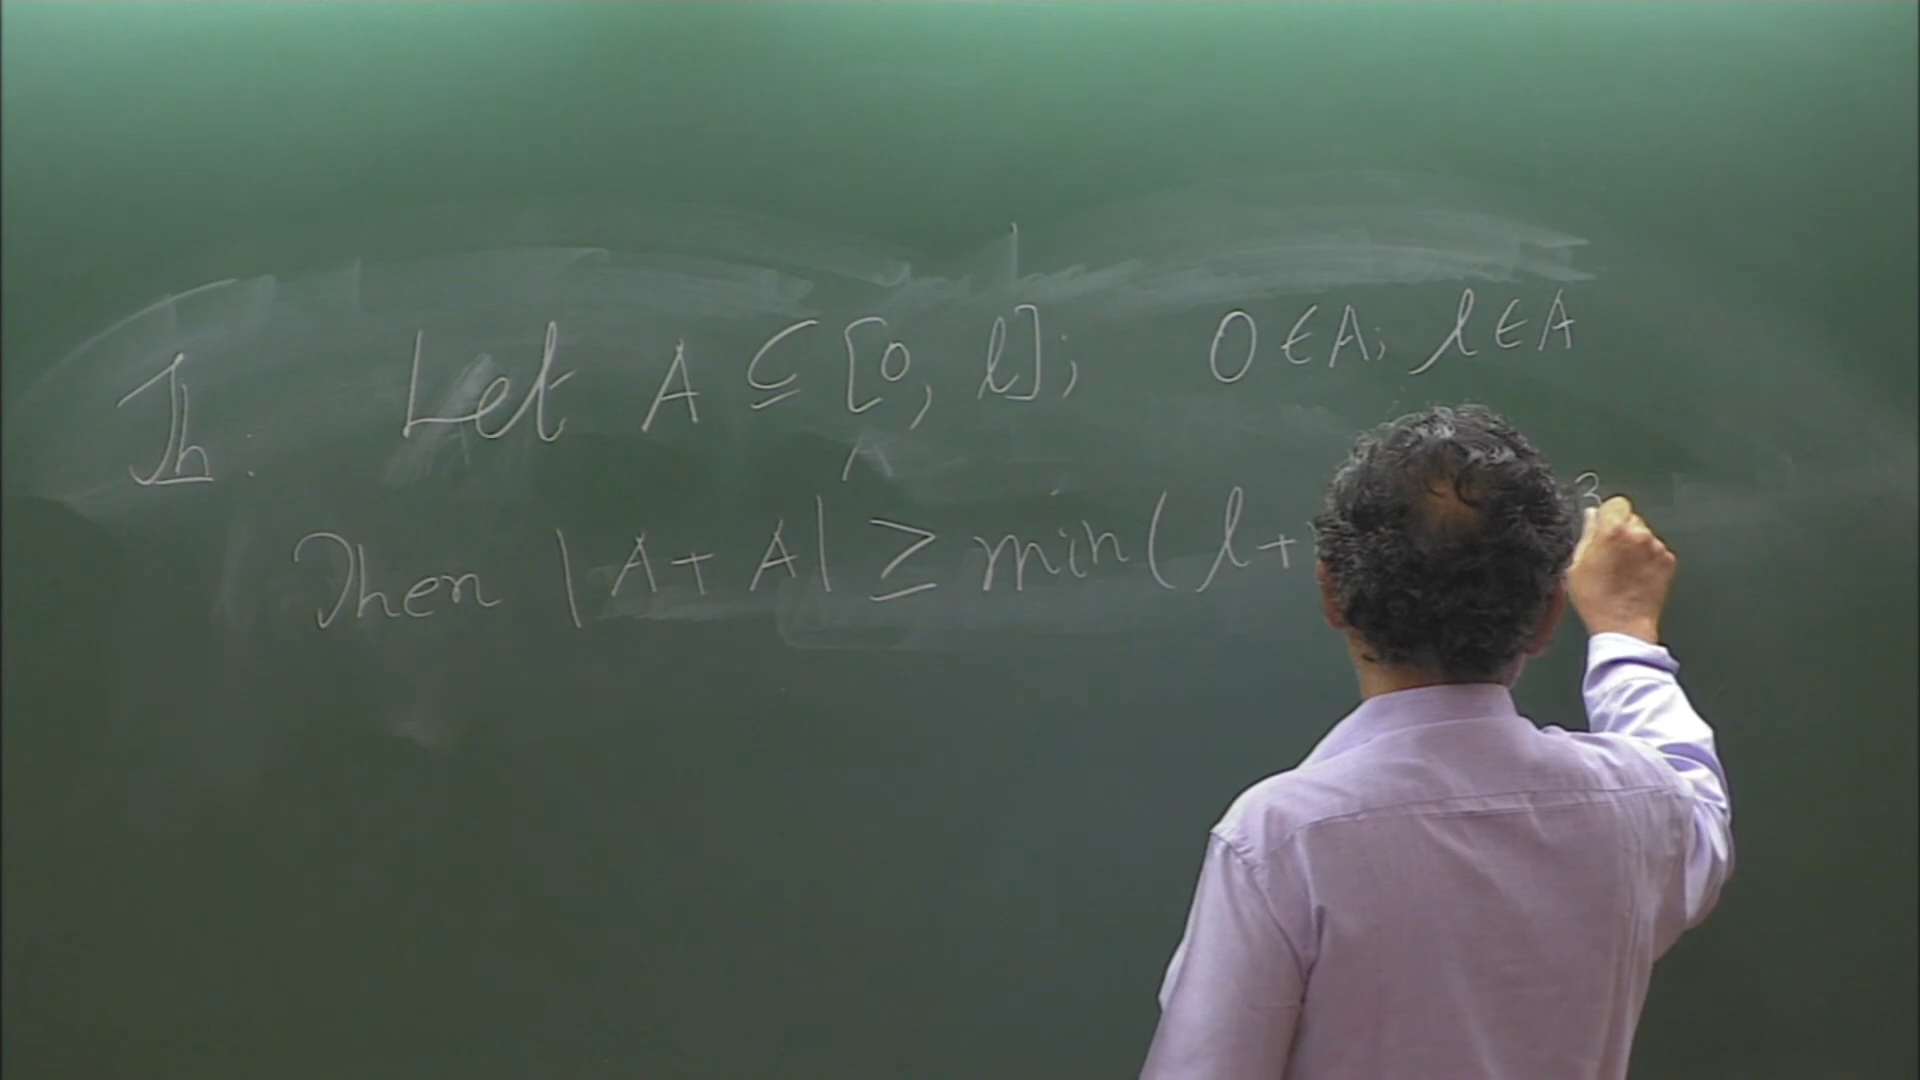 Th. Let A ⊆ [0, l]; 0 ∈ A; l ∈ A
Then |A + A| ≥ min( l +